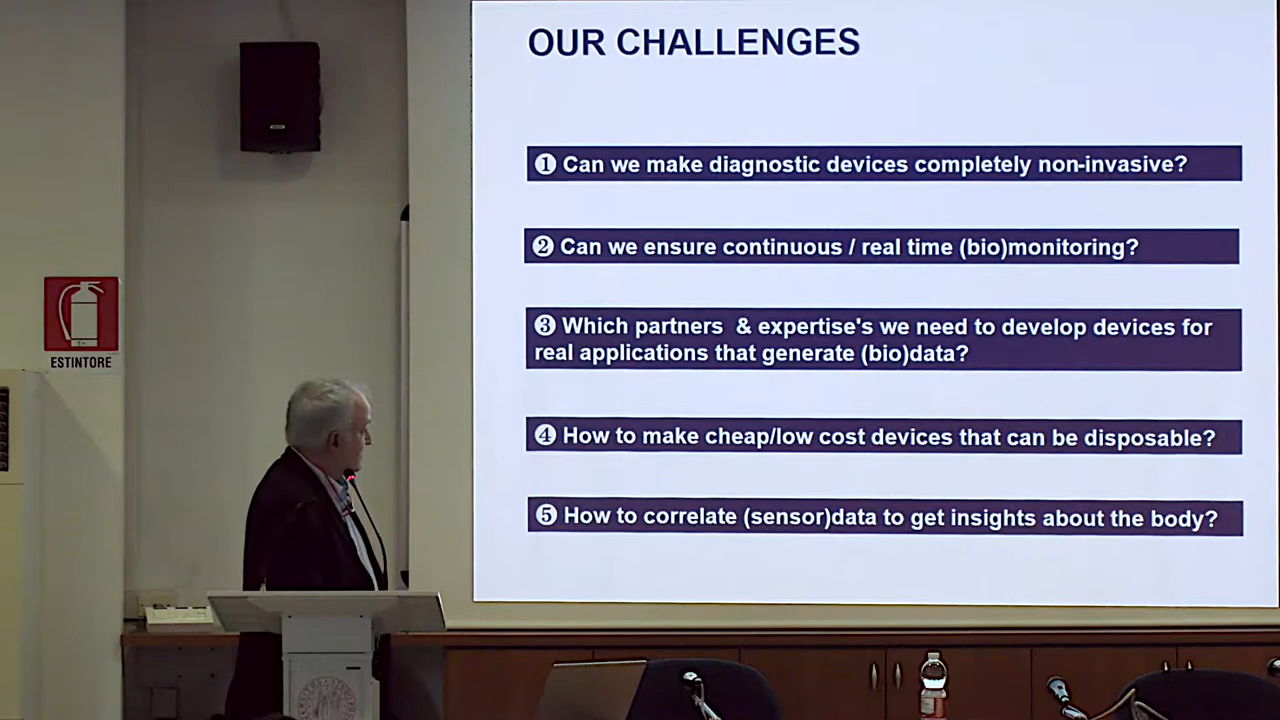 OUR CHALLENGES
❶ Can we make diagnostic devices completely non-invasive?
❷ Can we ensure continuous / real time (bio)monitoring?
❸ Which partners & expertise's we need to develop devices for
real applications that generate (bio)data?
❹ How to make cheap/low cost devices that can be disposable?
❺ How to correlate (sensor)data to get insights about the body?
ESTINTORE